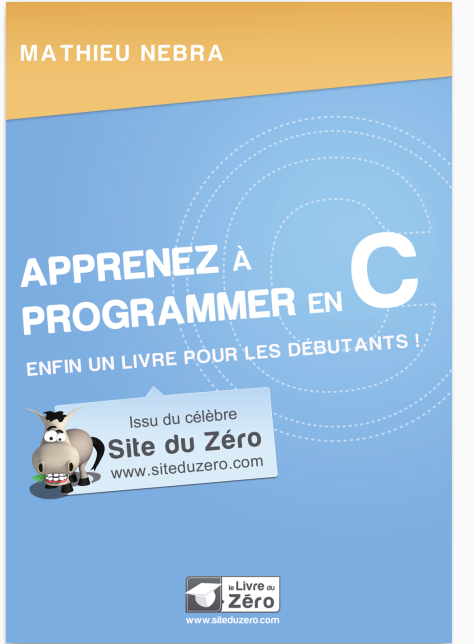 MATHIEU NEBRA
APPRENEZ À
PROGRAMMER EN C
ENFIN UN LIVRE POUR LES DÉBUTANTS !
Issu du célèbre
Site du Zéro
www.siteduzero.com
le Livre du
Zéro
www.siteduzero.com